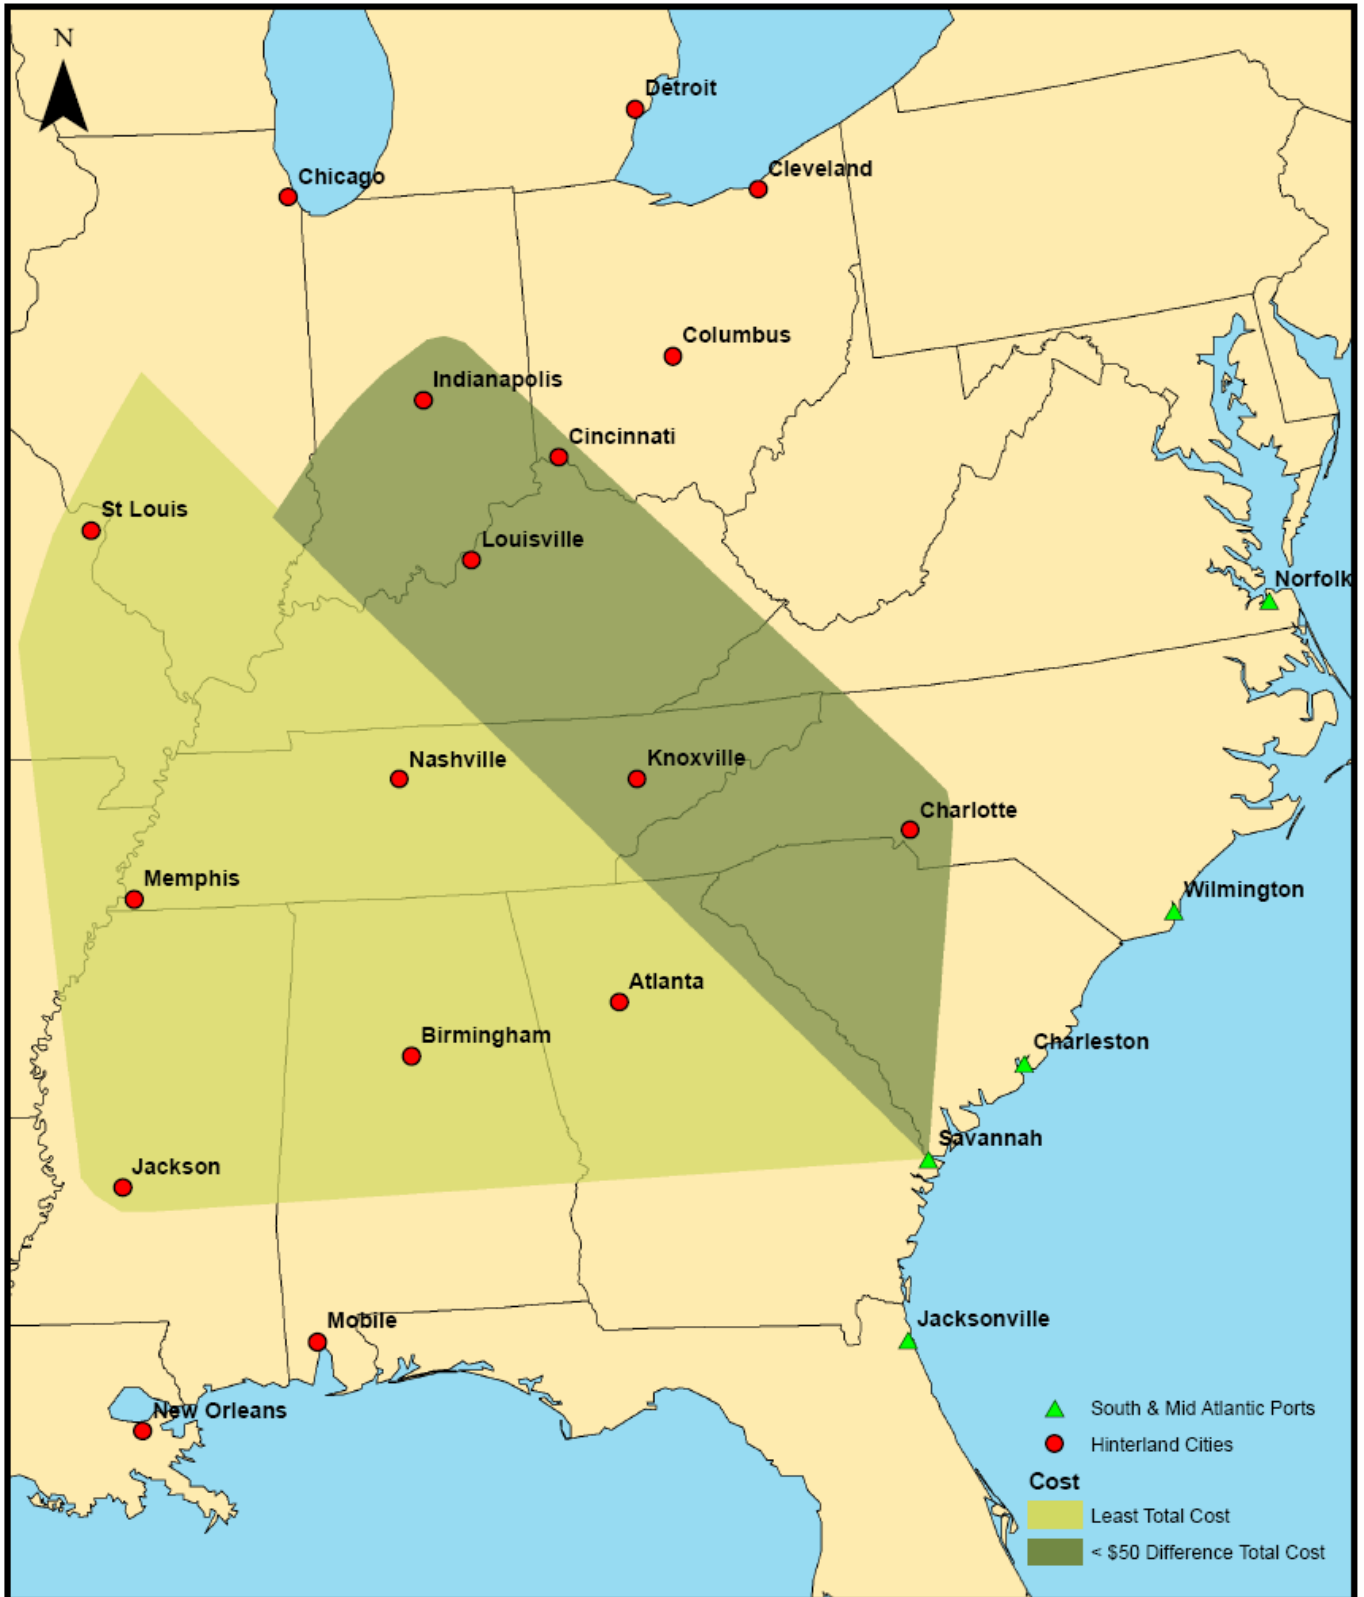 N
Detroit
Cleveland
Chicago
Columbus
Indianapolis
Cincinnati
St Louis
Louisville
Norfolk
Nashville
Knoxville
Charlotte
Memphis
Wilmington
Atlanta
Birmingham
Charleston
Savannah
Jackson
Jacksonville
Mobile
New Orleans
South & Mid Atlantic Ports
Hinterland Cities
Cost
Least Total Cost
< $50 Difference Total Cost